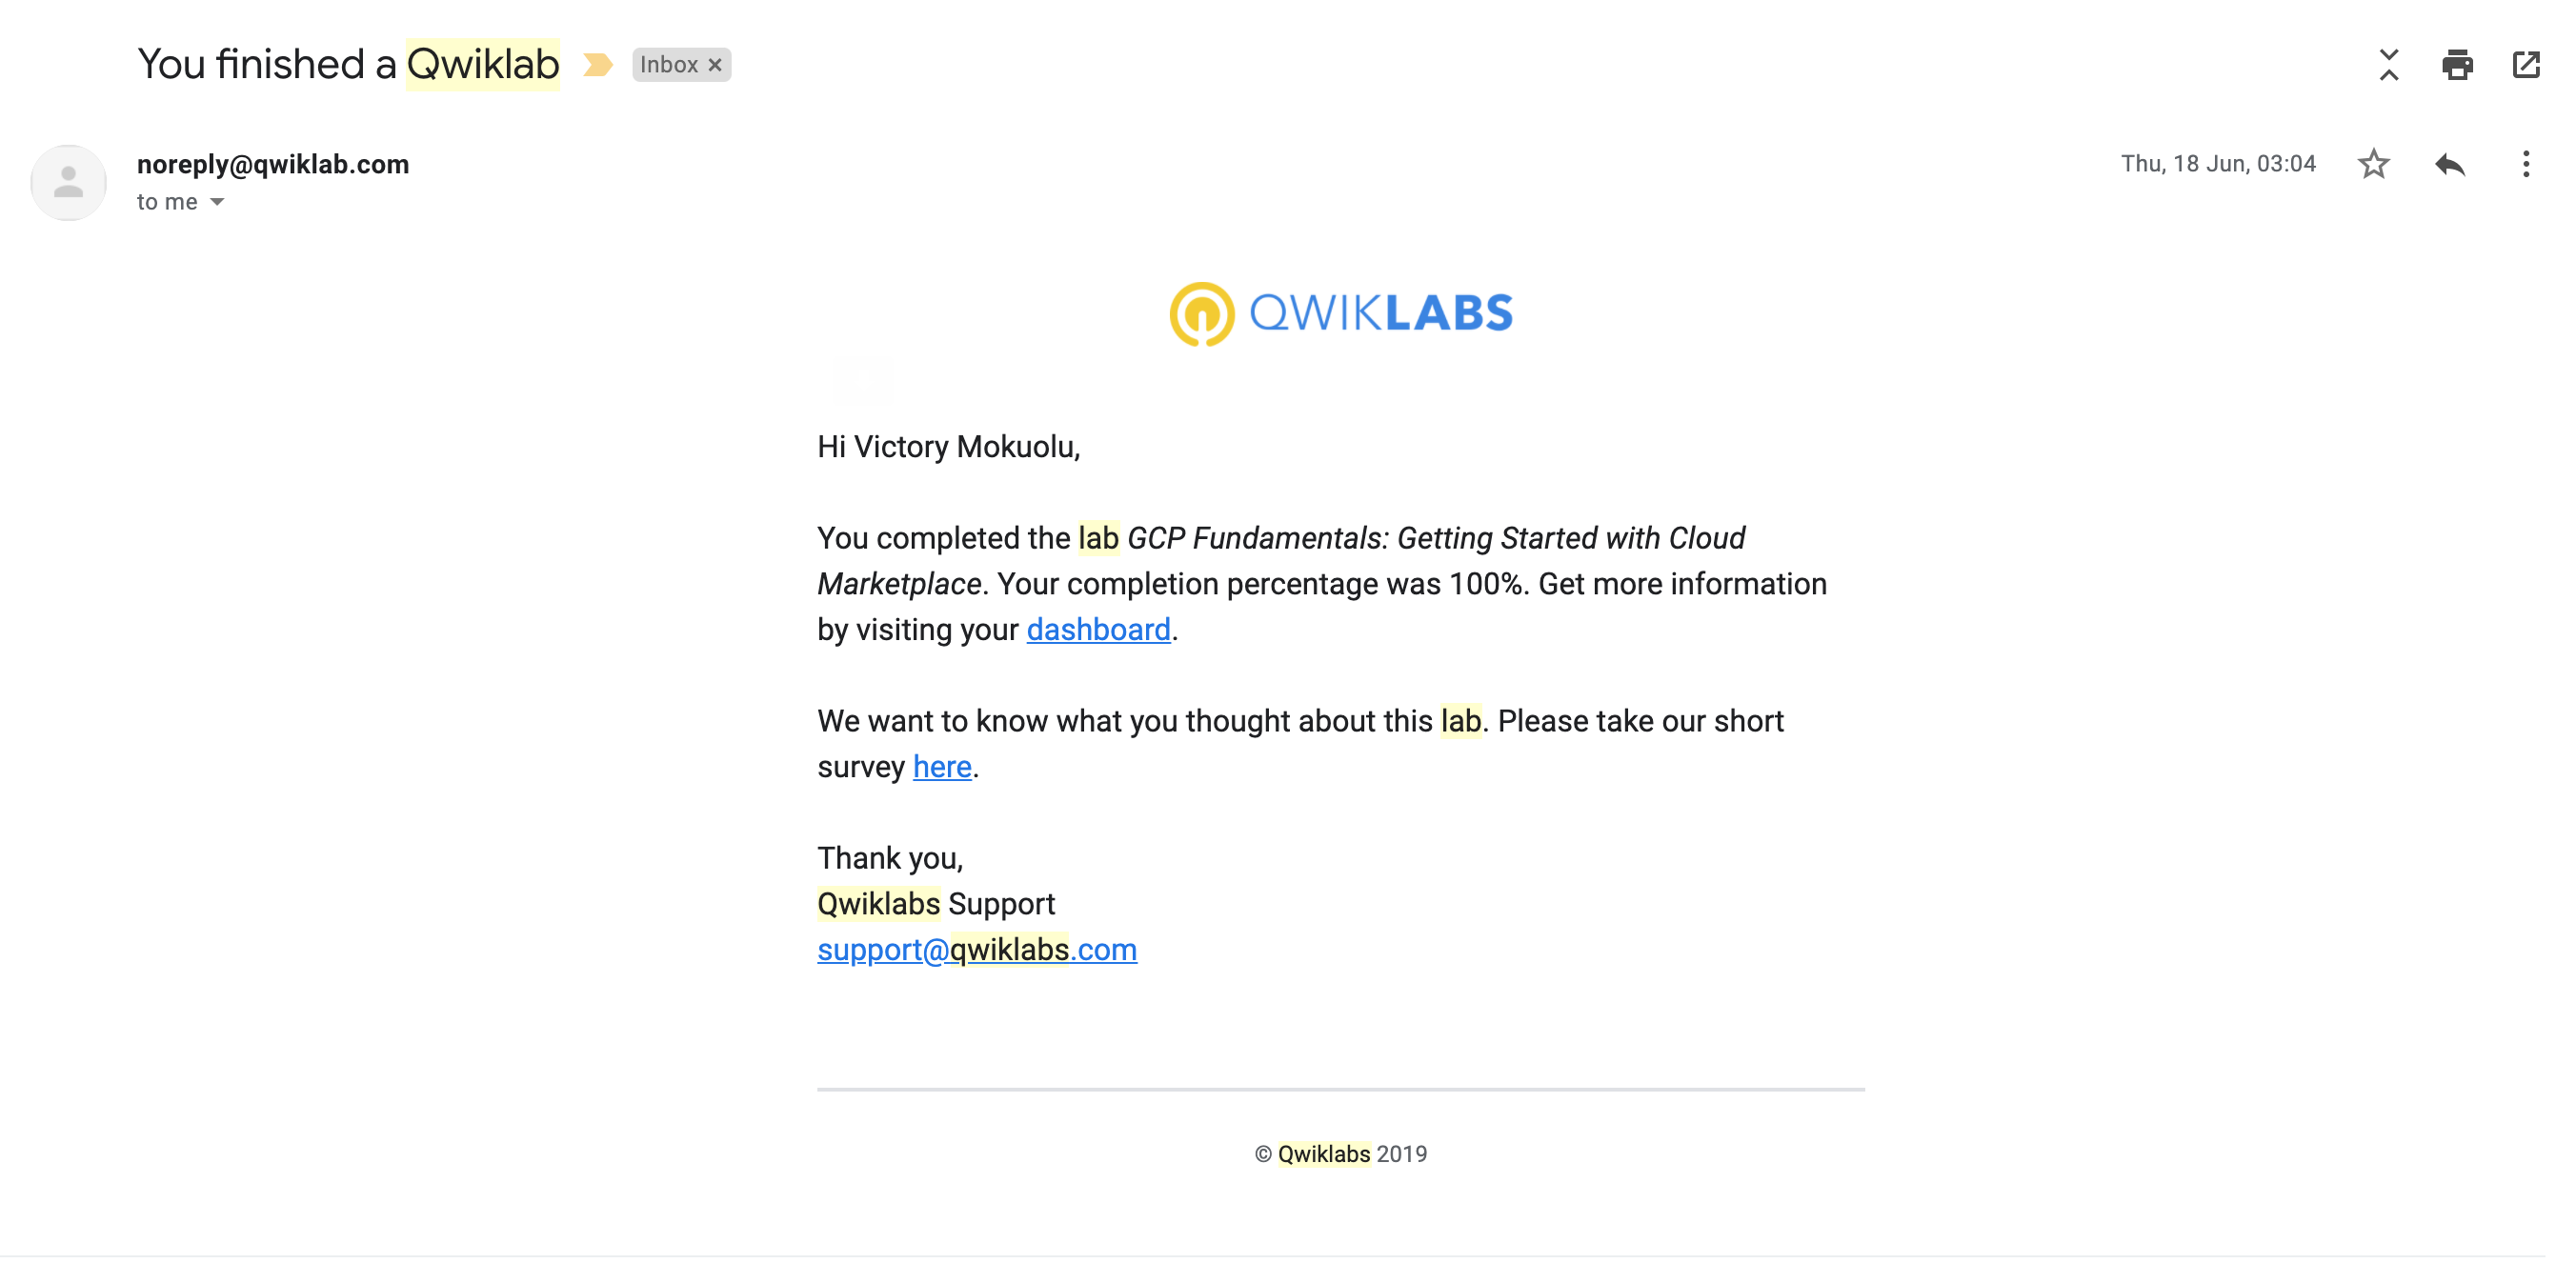 You finished a Qwiklab Inbox ×
noreply@qwiklab.com Thu, 18 Jun, 03:04
to me
QWIKLABS
Hi Victory Mokuolu,
You completed the lab GCP Fundamentals: Getting Started with Cloud
Marketplace. Your completion percentage was 100%. Get more information
by visiting your dashboard.
We want to know what you thought about this lab. Please take our short
survey here.
Thank you,
Qwiklabs Support
support@qwiklabs.com
© Qwiklabs 2019